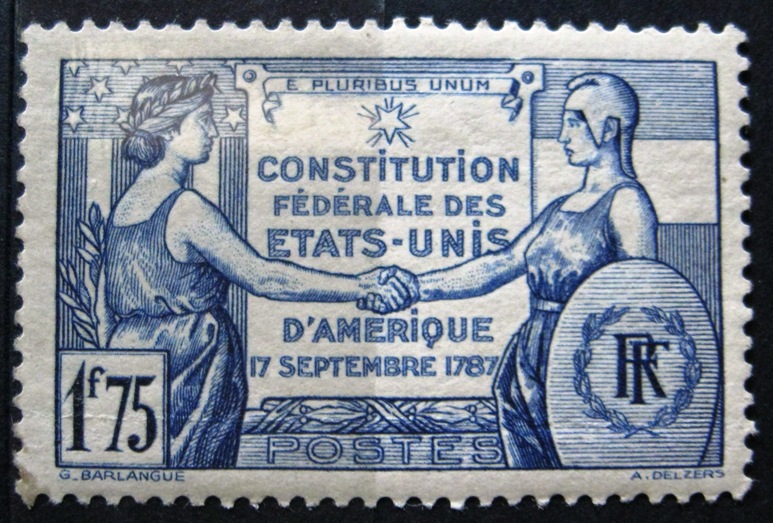 E PLURIBUS UNUM
CONSTiTUTiON
FÉDÉRALE DES
ETATS-UNiS
D'AMERiQUE
17 SEPTEMBRE 1787
RF
1f75
POSTES
G. BARLANGUE
A. DELZERS